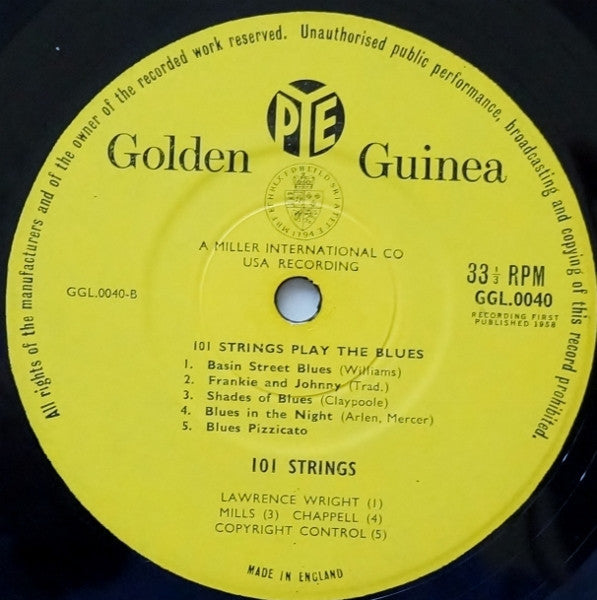 All rights of the manufacturers and of the owner of the recorded work reserved. Unauthorised public performance, broadcasting and copying of this record prohibited.
PYE
Golden Guinea
A MILLER INTERNATIONAL CO
USA RECORDING
GGL.0040-B
33 1/3 RPM
GGL.0040
RECORDING FIRST
PUBLISHED 1958
101 STRINGS PLAY THE BLUES
1. Basin Street Blues (Williams)
2. Frankie and Johnny (Trad.)
3. Shades of Blues (Claypoole)
4. Blues in the Night (Arlen, Mercer)
5. Blues Pizzicato
101 STRINGS
LAWRENCE WRIGHT (1)
MILLS (3) CHAPPELL (4)
COPYRIGHT CONTROL (5)
MADE IN ENGLAND